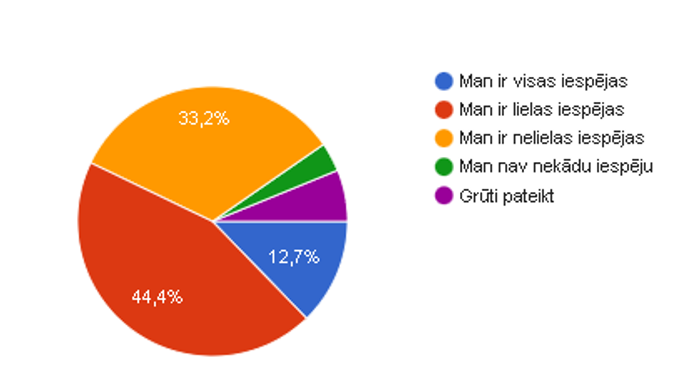 33,2%
12,7%
44,4%
Man ir visas iespējas
Man ir lielas iespējas
Man ir nelielas iespējas
Man nav nekādu iespēju
Grūti pateikt